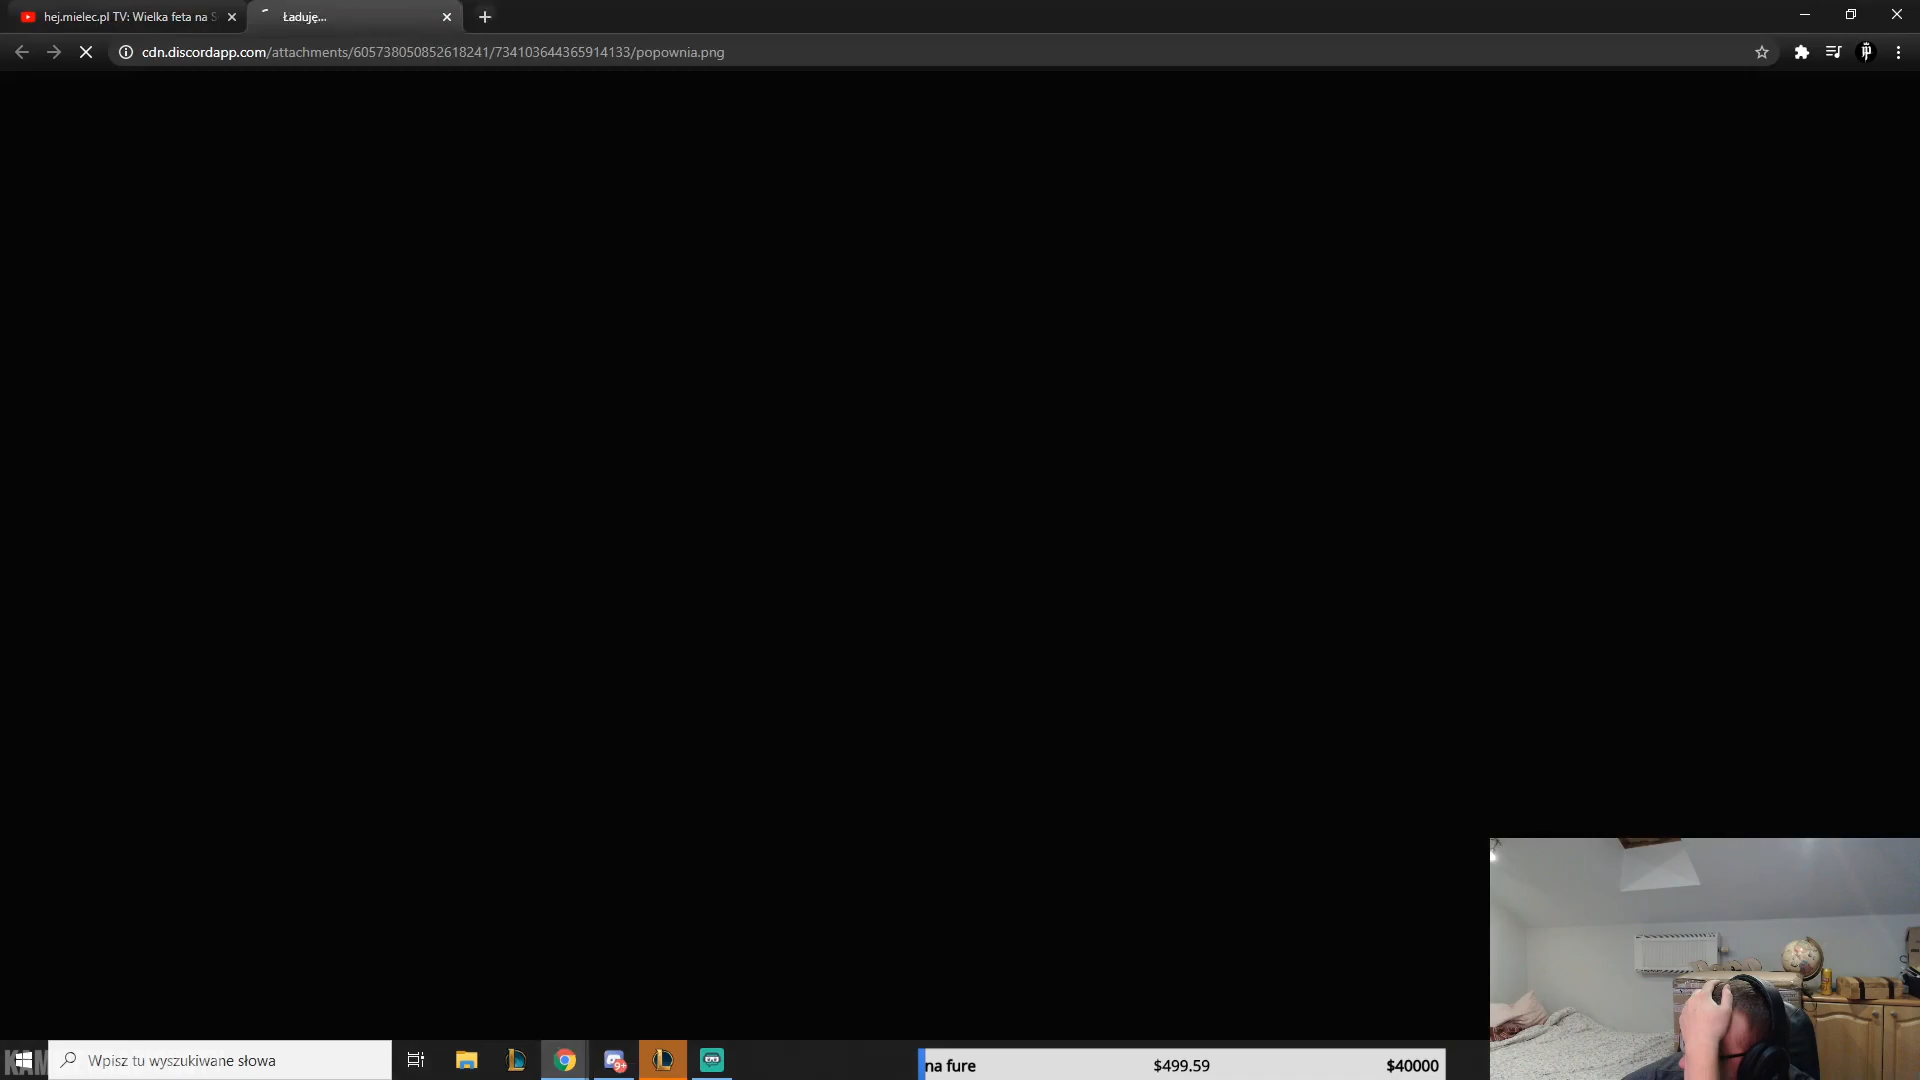 hej.mielec.pl TV: Wielka feta na S
Ładuję...
cdn.discordapp.com/attachments/605738050852618241/734103644365914133/popownia.png
Wpisz tu wyszukiwane słowa
9+
na fure $499.59 $40000